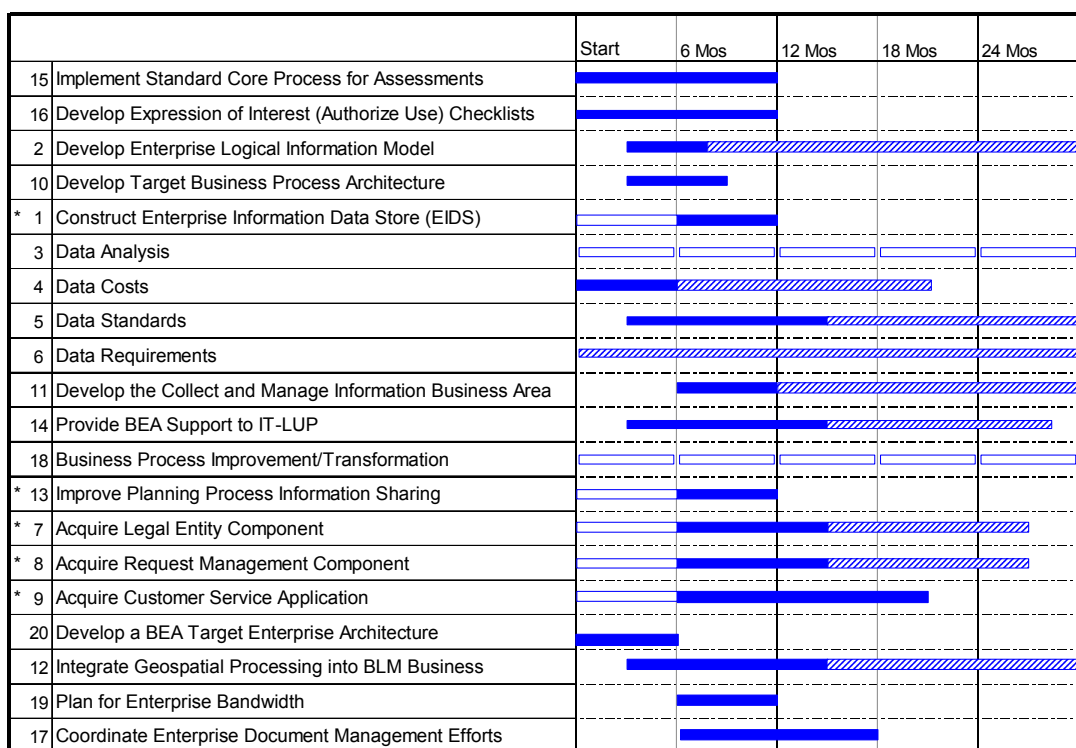 Start 6 Mos 12 Mos 18 Mos 24 Mos
15 Implement Standard Core Process for Assessments
16 Develop Expression of Interest (Authorize Use) Checklists
2 Develop Enterprise Logical Information Model
10 Develop Target Business Process Architecture
* 1 Construct Enterprise Information Data Store (EIDS)
3 Data Analysis
4 Data Costs
5 Data Standards
6 Data Requirements
11 Develop the Collect and Manage Information Business Area
14 Provide BEA Support to IT-LUP
18 Business Process Improvement/Transformation
* 13 Improve Planning Process Information Sharing
* 7 Acquire Legal Entity Component
* 8 Acquire Request Management Component
* 9 Acquire Customer Service Application
20 Develop a BEA Target Enterprise Architecture
12 Integrate Geospatial Processing into BLM Business
19 Plan for Enterprise Bandwidth
17 Coordinate Enterprise Document Management Efforts